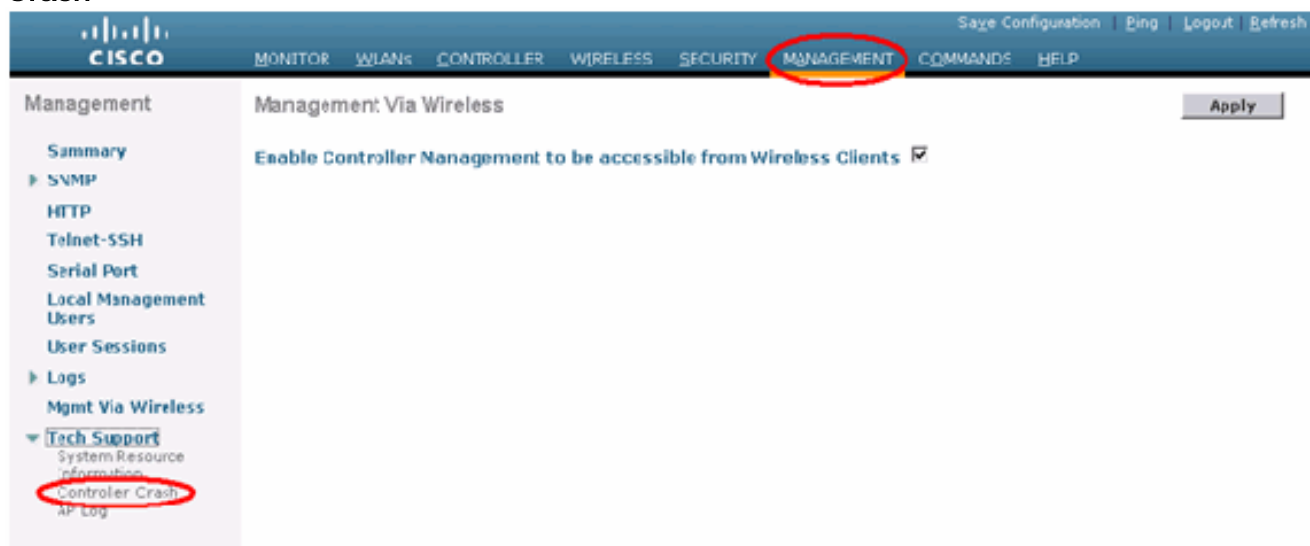 Crash
Save Configuration | Ping | Logout | Refresh
CISCO
MONITOR WLANs CONTROLLER WIRELESS SECURITY MANAGEMENT COMMANDS HELP
Management
Management Via Wireless
Apply
Enable Controller Management to be accessible from Wireless Clients
Summary
SNMP
HTTP
Telnet-SSH
Serial Port
Local Management
Users
User Sessions
Logs
Mgmt Via Wireless
Tech Support
System Resource
Information
Controller Crash
AP Log